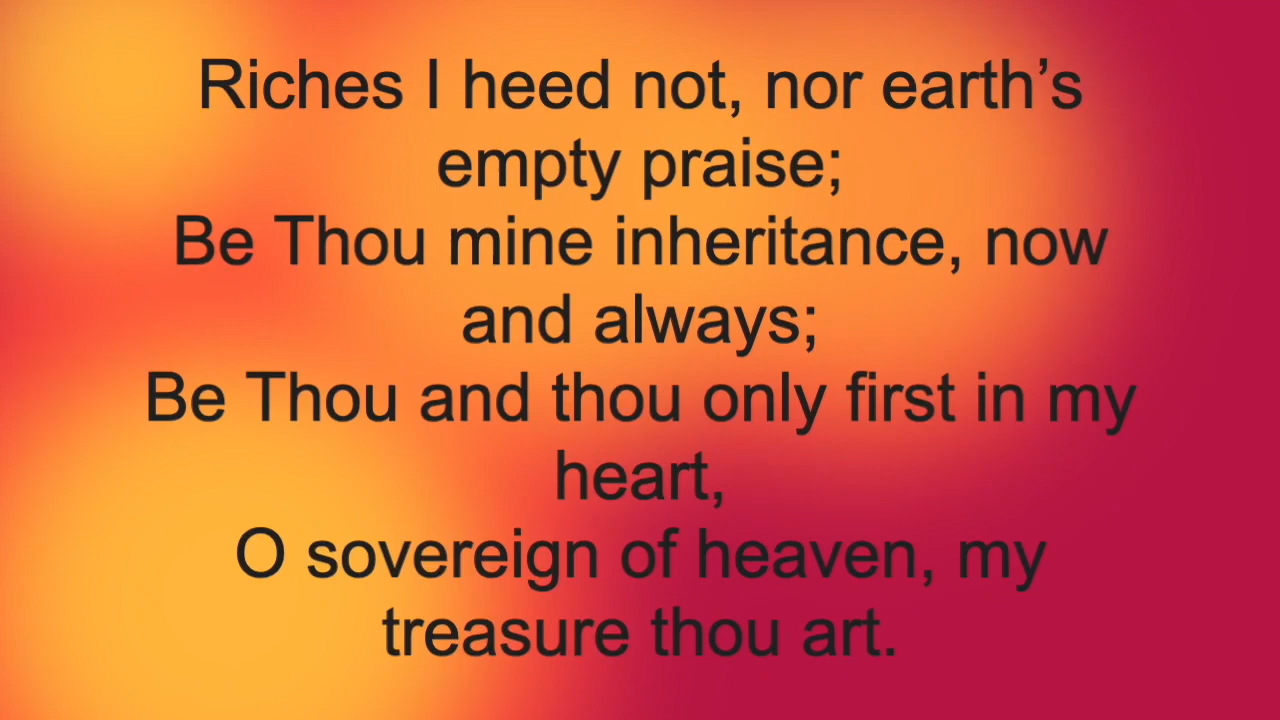 Riches I heed not, nor earth’s
empty praise;
Be Thou mine inheritance, now
and always;
Be Thou and thou only first in my
heart,
O sovereign of heaven, my
treasure thou art.